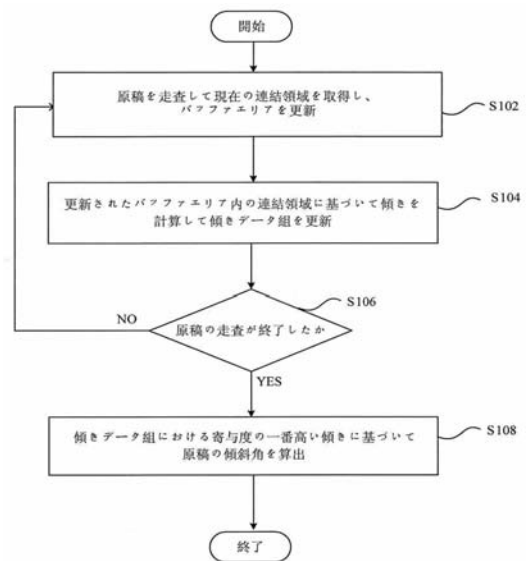 開始
原稿を走査して現在の連結領域を取得し、
バッファエリアを更新
S102
更新されたバッファエリア内の連結領域に基づいて傾きを
計算して傾きデータ組を更新
S104
S106
原稿の走査が終了したか
NO
YES
傾きデータ組における寄与度の一番高い傾きに基づいて
原稿の傾斜角を算出
S108
終了